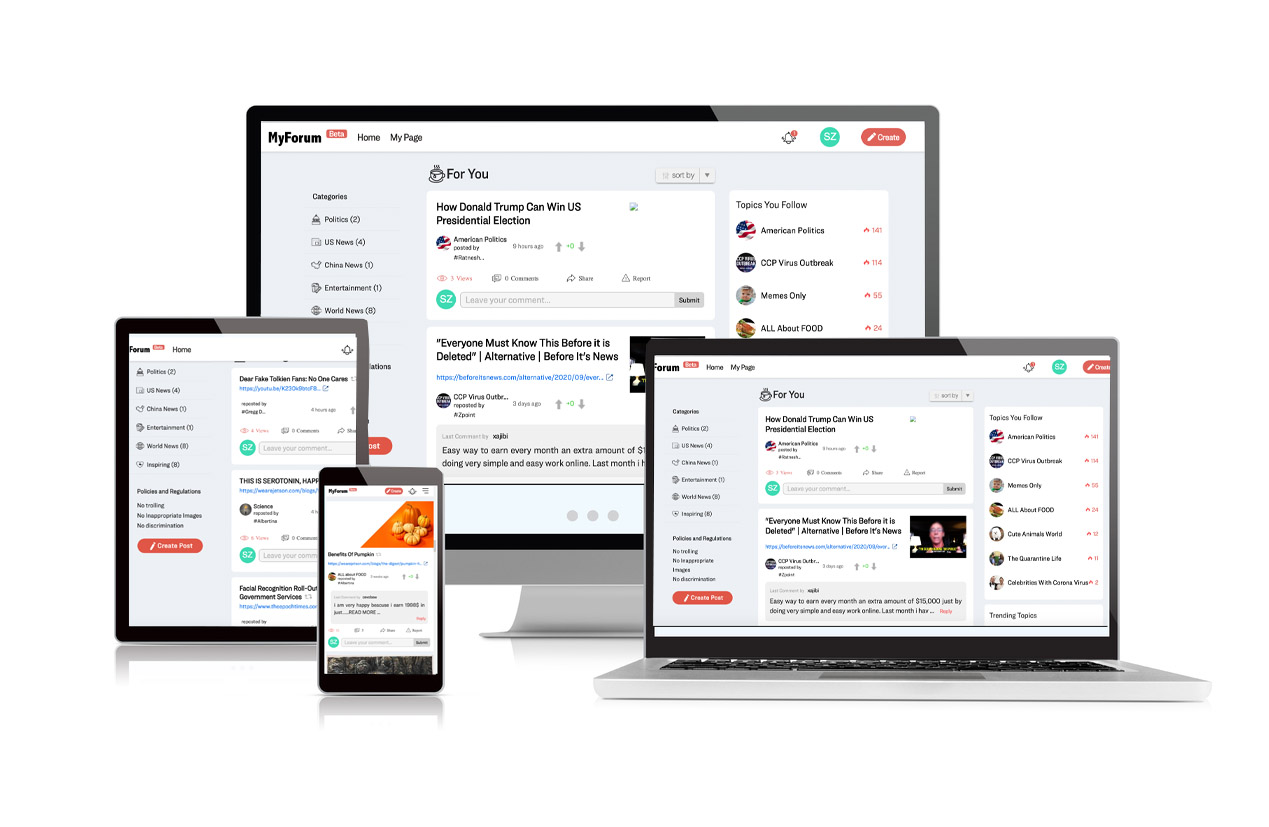 MyForum Beta Home My Page
SZ Create
For You
sort by
Categories
Politics (2)
US News (4)
China News (1)
Entertainment (1)
World News (8)
How Donald Trump Can Win US
Presidential Election
American Politics
posted by
#Ratnesh..
9 hours ago
+0
3 Views 0 Comments Share Report
SZ Leave your comment... Submit
"Everyone Must Know This Before it is
Deleted" | Alternative | Before It's News
https://beforeitsnews.com/alternative/2020/09/ever...
CCP Virus Outbr...
reposted by
#Zpoint
3 days ago
+0
Last Comment by xajibi
Easy way to earn every month an extra amount of $1
doing very simple and easy work online. Last month i h
Topics You Follow
American Politics 141
CCP Virus Outbreak 114
Memes Only 55
ALL About FOOD 24
lations
ost
Forum Beta Home
Politics (2)
US News (4)
China News (1)
Entertainment (1)
World News (8)
Inspiring (8)
Policies and Regulations
No trolling
No Inappropriate Images
No discrimination
Create Post
Dear Fake Tolkien Fans: No One Cares
reposted by
#Gregg D...
4 hours ago
4 Views 0 Comments Sha
SZ Leave your comment...
THIS IS SEROTONIN, HAPP
https://wearejetson.com/blogs/t
Science
reposted by
#Albertina
6 Views 0 Comm
SZ Leave your comm
Facial Recognition Roll-Out
Government Services
https://www.theepochtimes.com
reposted by
MyForum Beta Create
Benefits Of Pumpkin
ALL about FOOD
reposted by
#Albertina
+0
Last Comment by
i am very happy beacause i earn 1968$ in
just.....READ MORE ...
Reply
Share Report
SZ Leave your comment... Submit
Forum Beta Home My Page
SZ Create
For You
sort by
Categories
Politics (2)
US News (4)
China News (1)
Entertainment (1)
World News (8)
Inspiring (8)
Policies and Regulations
No trolling
No Inappropriate
Images
No discrimination
Create Post
How Donald Trump Can Win US
Presidential Election
American Politics
posted by
#Ratnesh..
9 hours ago
+0
3 Views 0 Comments Share Report
SZ Leave your comment... Submit
"Everyone Must Know This Before it is
Deleted" | Alternative | Before It's News
https://beforeitsnews.com/alternative/2020/09/ever...
CCP Virus Outbr...
reposted by
#Zpoint
3 days ago
+0
Last Comment by xajibi
Easy way to earn every month an extra amount of $15,000 just by
doing very simple and easy work online. Last month i hav ... Reply
Topics You Follow
American Politics 141
CCP Virus Outbreak 114
Memes Only 55
ALL About FOOD 24
Cute Animals World 12
The Quarantine Life 11
Celebrities With Corona Virus 2
Trending Topics